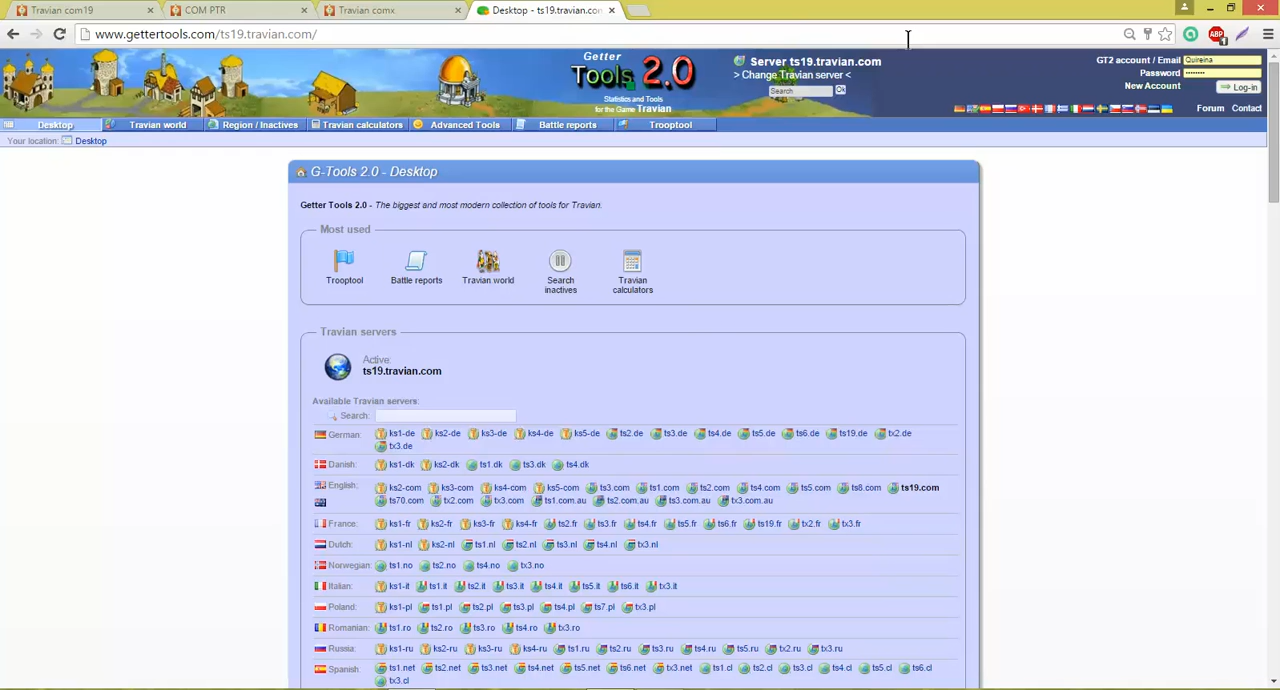 Travian com19 COM PTR Travian comx Desktop - ts19.travian.con
www.gettertools.com/ts19.travian.com/
Getter
Tools 2.0
Statistics and Tools
for the Game Travian
Server ts19.travian.com
> Change Travian server <
Search Ok
GT2 account / Email Quireina
Password ········
New Account Log-in
Forum Contact
Desktop Travian world Region / Inactives Travian calculators Advanced Tools Battle reports Trooptool
Your location: Desktop
G-Tools 2.0 - Desktop
Getter Tools 2.0 - The biggest and most modern collection of tools for Travian.
Most used
Trooptool Battle reports Travian world Search inactives Travian calculators
Travian servers
Active:
ts19.travian.com
Available Travian servers:
Search:
German: ks1-de ks2-de ks3-de ks4-de ks5-de ts2.de ts3.de ts4.de ts5.de ts6.de ts19.de tx2.de
tx3.de
Danish: ks1-dk ks2-dk ts1.dk ts3.dk ts4.dk
English: ks2-com ks3-com ks4-com ks5-com ts3.com ts1.com ts2.com ts4.com ts5.com ts8.com ts19.com
ts70.com tx2.com tx3.com ts1.com.au ts2.com.au ts3.com.au tx3.com.au
France: ks1-fr ks2-fr ks3-fr ks4-fr ts2.fr ts3.fr ts4.fr ts5.fr ts6.fr ts19.fr tx2.fr tx3.fr
Dutch: ks1-nl ks2-nl ts1.nl ts2.nl ts3.nl ts4.nl tx3.nl
Norwegian: ts1.no ts2.no ts4.no tx3.no
Italian: ks1-it ts1.it ts2.it ts3.it ts4.it ts5.it ts6.it tx3.it
Poland: ks1-pl ts1.pl ts2.pl ts3.pl ts4.pl ts7.pl tx3.pl
Romanian: ts1.ro ts2.ro ts3.ro ts4.ro tx3.ro
Russia: ks1-ru ks2-ru ks3-ru ks4-ru ts1.ru ts2.ru ts3.ru ts4.ru ts5.ru tx2.ru tx3.ru
Spanish: ts1.net ts2.net ts3.net ts4.net ts5.net ts6.net tx3.net ts1.cl ts2.cl ts3.cl ts4.cl ts5.cl ts6.cl
tx3.cl